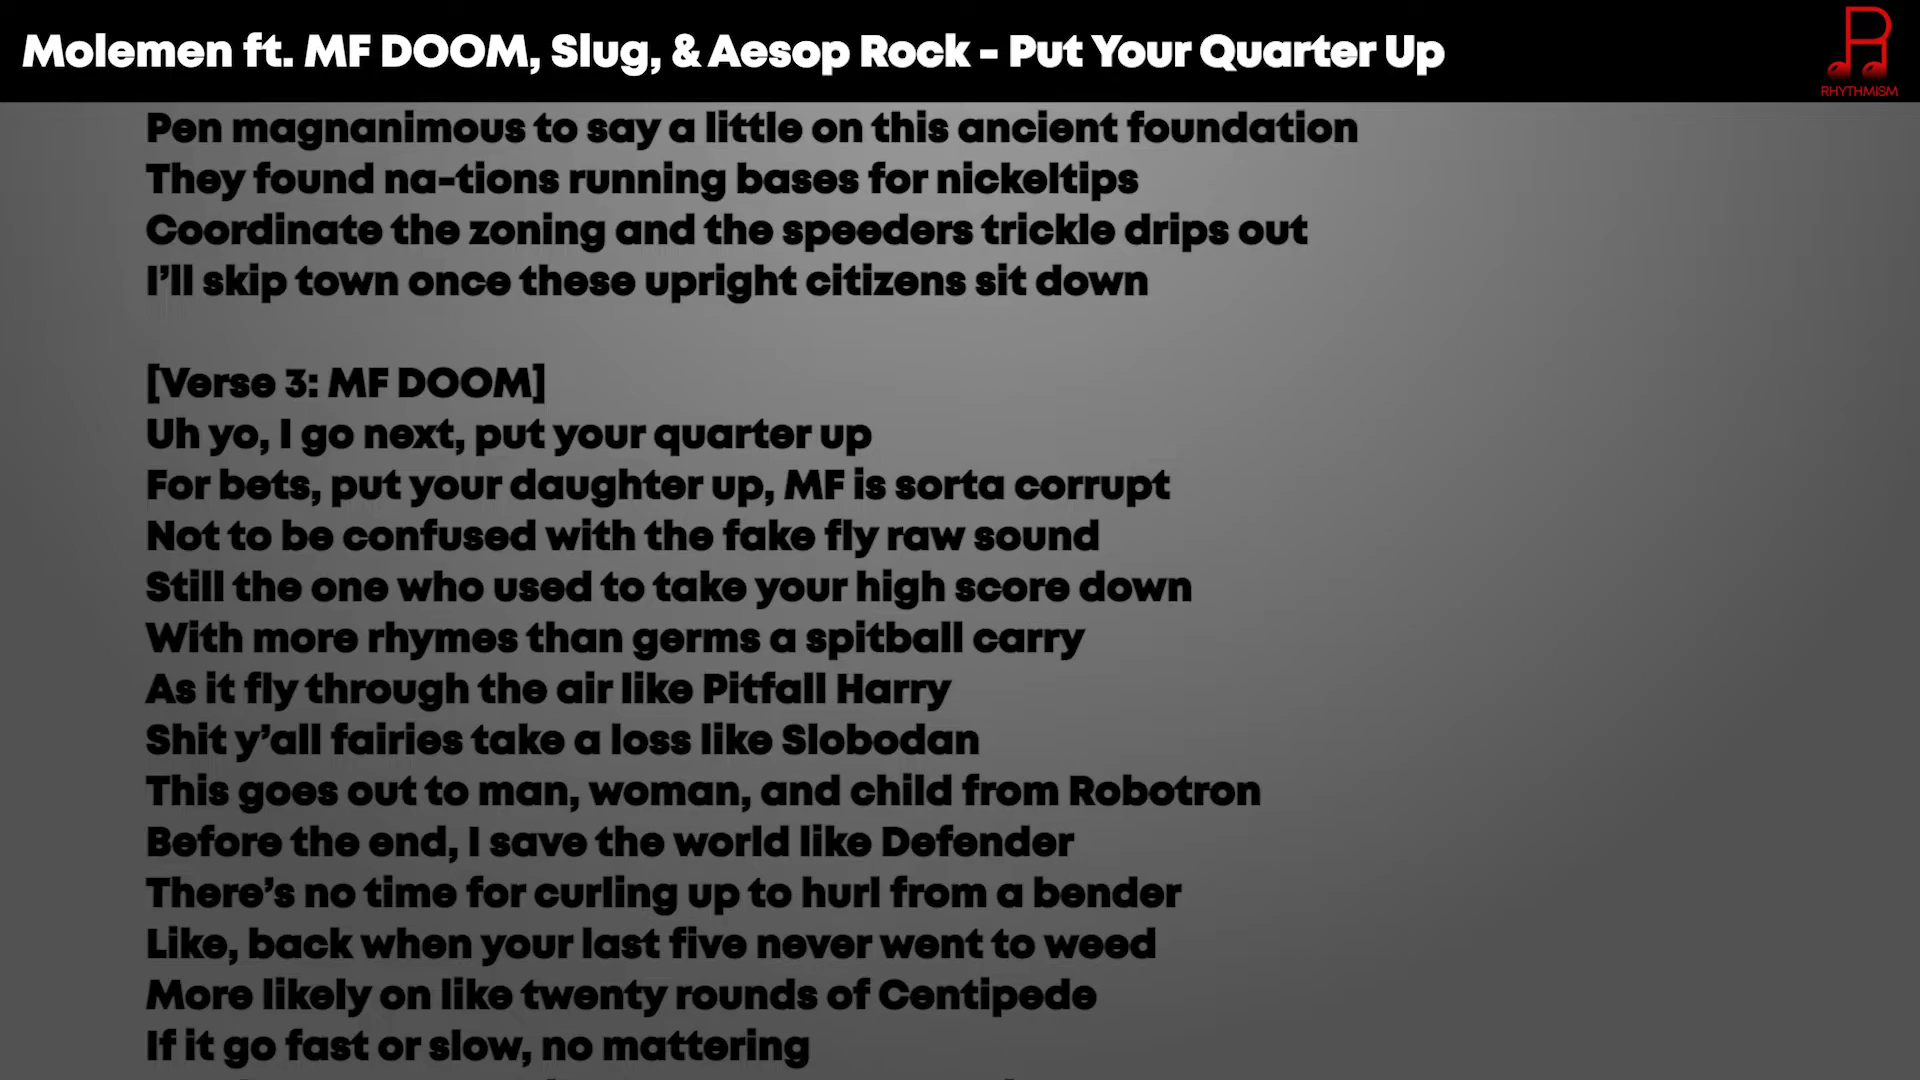 Molemen ft. MF DOOM, Slug, & Aesop Rock - Put Your Quarter Up
RHYTHMISM
Pen magnanimous to say a little on this ancient foundation
They found na-tions running bases for nickeltips
Coordinate the zoning and the speeders trickle drips out
I’ll skip town once these upright citizens sit down
[Verse 3: MF DOOM]
Uh yo, I go next, put your quarter up
For bets, put your daughter up, MF is sorta corrupt
Not to be confused with the fake fly raw sound
Still the one who used to take your high score down
With more rhymes than germs a spitball carry
As it fly through the air like Pitfall Harry
Shit y’all fairies take a loss like Slobodan
This goes out to man, woman, and child from Robotron
Before the end, I save the world like Defender
There’s no time for curling up to hurl from a bender
Like, back when your last five never went to weed
More likely on like twenty rounds of Centipede
If it go fast or slow, no mattering